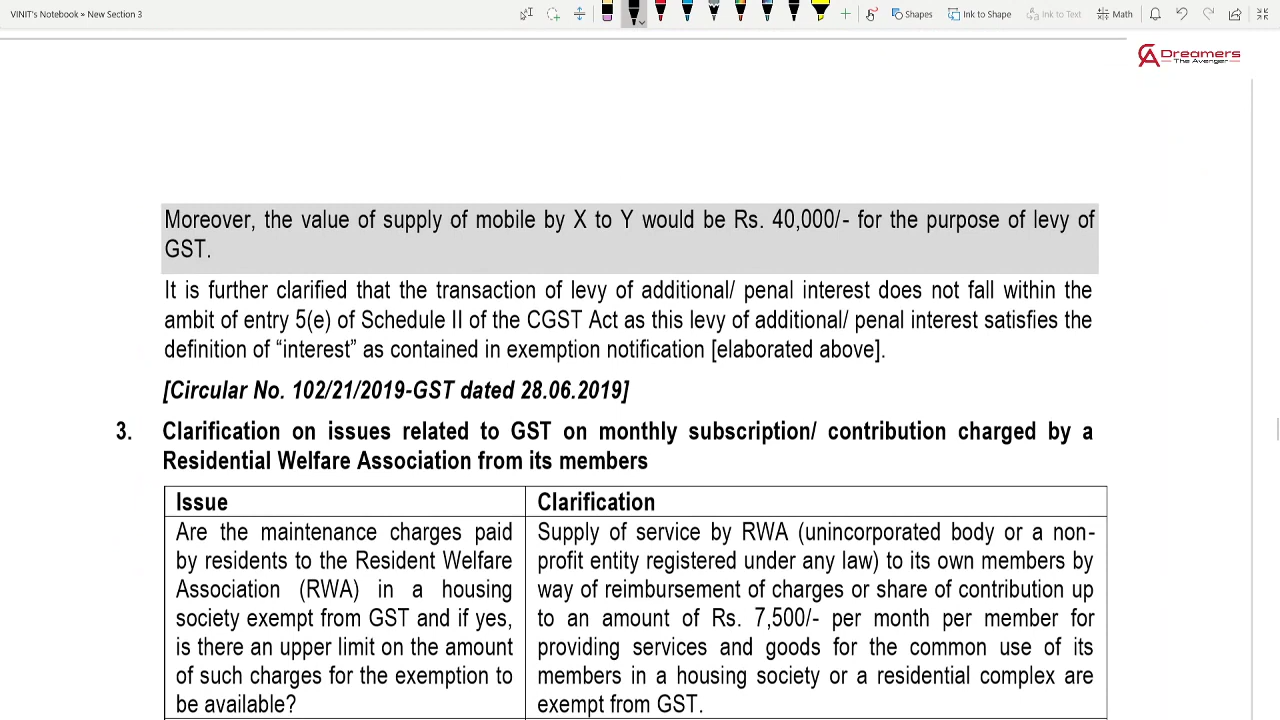 VINIT's Notebook » New Section 3
Shapes
Ink to Shape
Ink to Text
Math
CA Dreamers
The Avenger
Moreover, the value of supply of mobile by X to Y would be Rs. 40,000/- for the purpose of levy of
GST.
It is further clarified that the transaction of levy of additional/ penal interest does not fall within the
ambit of entry 5(e) of Schedule II of the CGST Act as this levy of additional/ penal interest satisfies the
definition of “interest” as contained in exemption notification [elaborated above].
[Circular No. 102/21/2019-GST dated 28.06.2019]
3. Clarification on issues related to GST on monthly subscription/ contribution charged by a
Residential Welfare Association from its members
Issue
Are the maintenance charges paid
by residents to the Resident Welfare
Association (RWA) in a housing
society exempt from GST and if yes,
is there an upper limit on the amount
of such charges for the exemption to
be available?
Clarification
Supply of service by RWA (unincorporated body or a non-
profit entity registered under any law) to its own members by
way of reimbursement of charges or share of contribution up
to an amount of Rs. 7,500/- per month per member for
providing services and goods for the common use of its
members in a housing society or a residential complex are
exempt from GST.